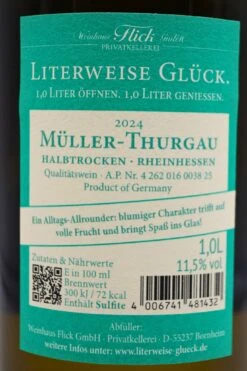 Weinhaus Flick GmbH
PRIVATKELLEREI
LITERWEISE GLÜCK.
1,0 LITER ÖFFNEN. 1,0 LITER GENIESSEN.
2024
MÜLLER-THURGAU
HALBTROCKEN · RHEINHESSEN
Qualitätswein · A.P. Nr. 4 262 016 0038 25
Product of Germany
Ein Alltags-Allrounder: blumiger Charakter trifft auf
volle Frucht und bringt Spaß ins Glas!
Zutaten & Nährwerte
E in 100 ml
Brennwert
300 kJ / 72 kcal
Enthält Sulfite
1,0L
11,5% vol
4 006741 481432
Abfüller:
Weinhaus Flick GmbH · Privatkellerei · D-55237 Bornheim
weitere Infos unter: www.literweise-glueck.de